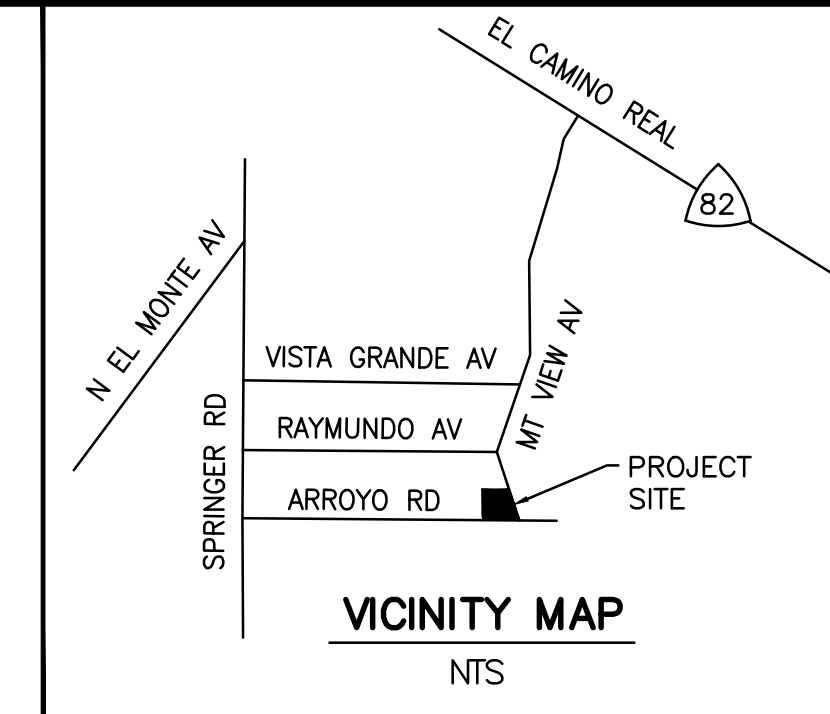 EL CAMINO REAL
82
N EL MONTE AV
VISTA GRANDE AV
MT VIEW AV
SPRINGER RD
RAYMUNDO AV
PROJECT
SITE
ARROYO RD
VICINITY MAP
NTS